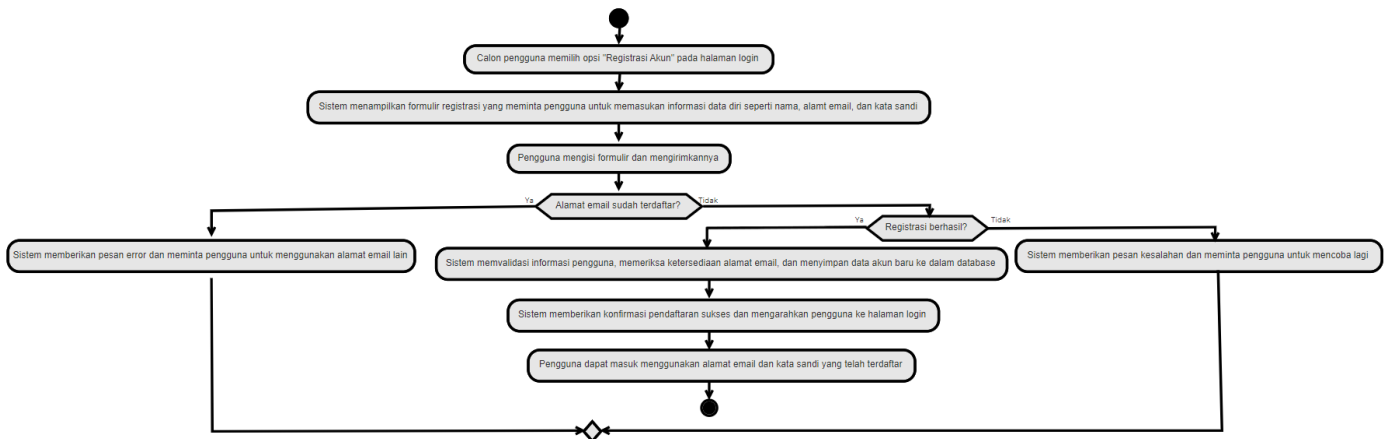 Calon pengguna memilih opsi "Registrasi Akun" pada halaman login
Sistem menampilkan formulir registrasi yang meminta pengguna untuk memasukan informasi data diri seperti nama, alamt email, dan kata sandi
Pengguna mengisi formulir dan mengirimkannya
Ya
Alamat email sudah terdaftar?
Tidak
Ya
Registrasi berhasil?
Tidak
Sistem memberikan pesan error dan meminta pengguna untuk menggunakan alamat email lain
Sistem memvalidasi informasi pengguna, memeriksa ketersediaan alamat email, dan menyimpan data akun baru ke dalam database
Sistem memberikan pesan kesalahan dan meminta pengguna untuk mencoba lagi
Sistem memberikan konfirmasi pendaftaran sukses dan mengarahkan pengguna ke halaman login
Pengguna dapat masuk menggunakan alamat email dan kata sandi yang telah terdaftar